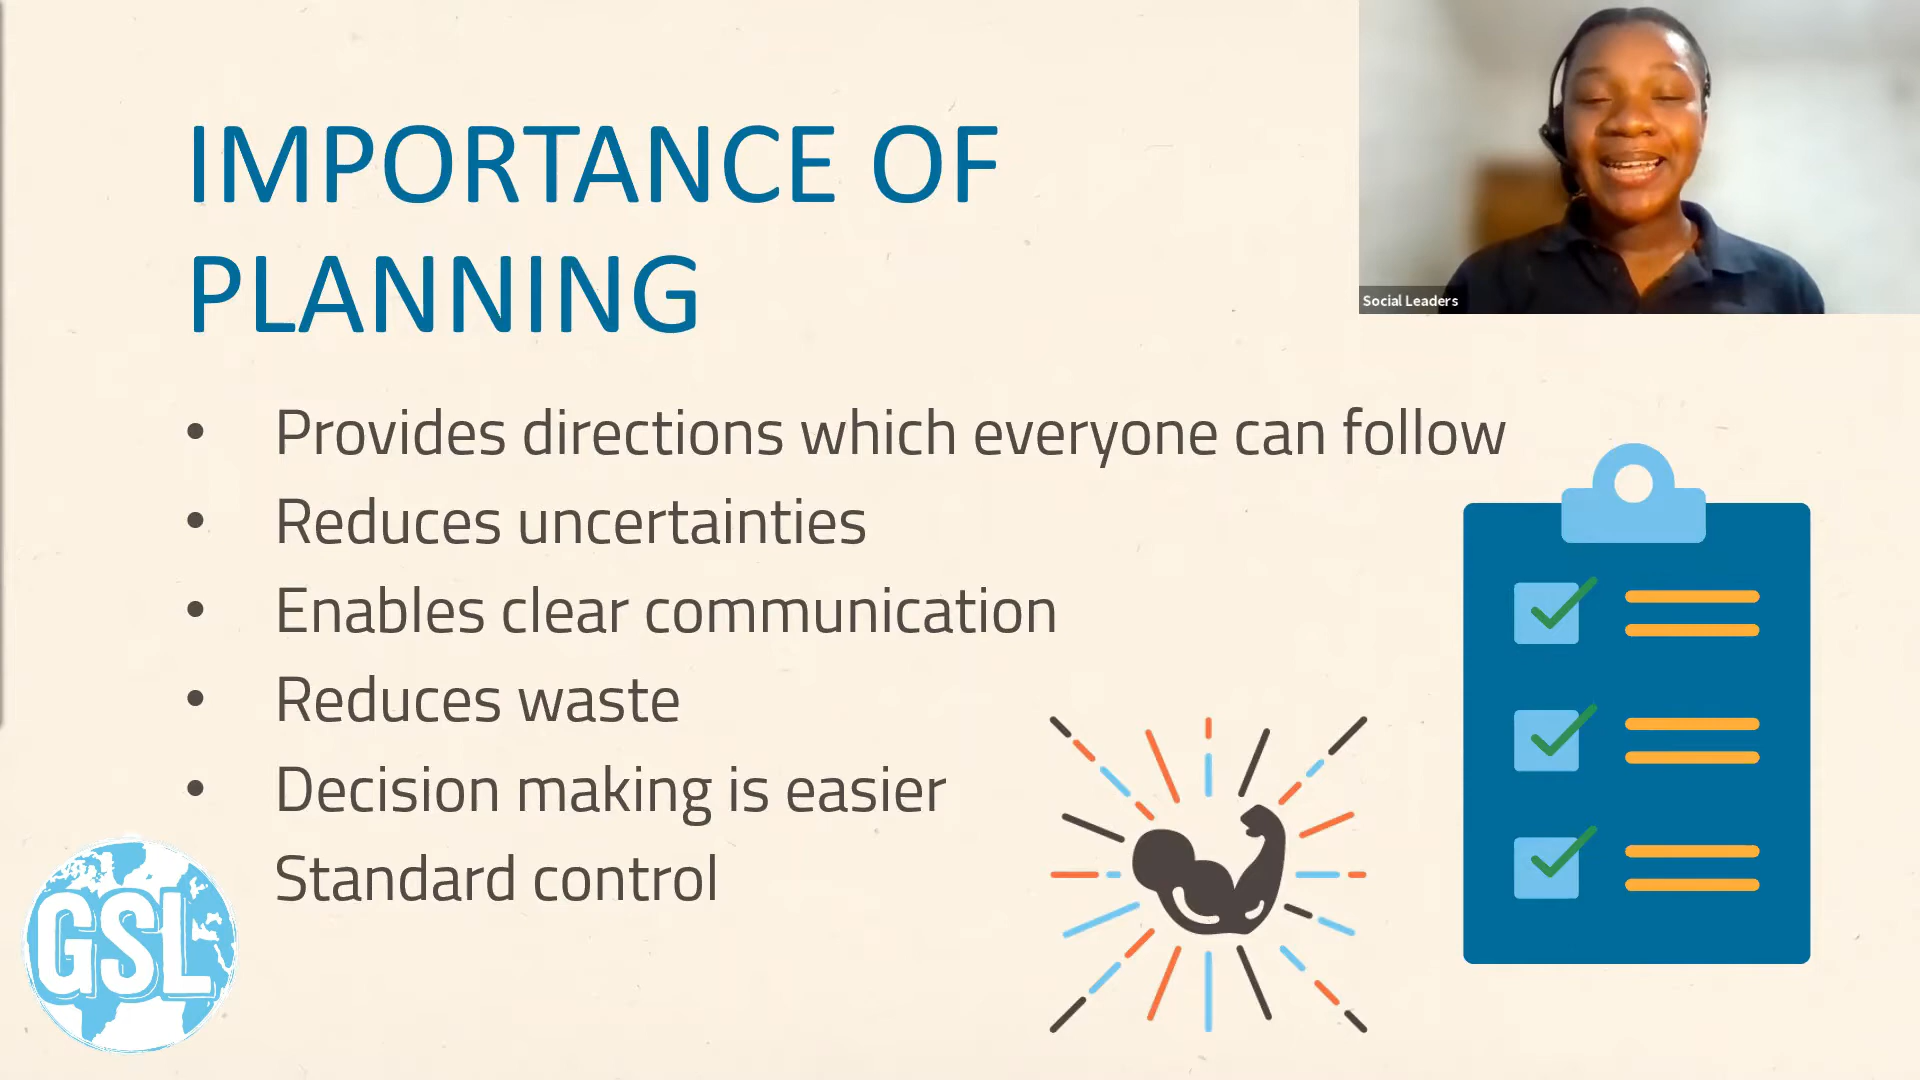 IMPORTANCE OF
PLANNING
Social Leaders
• Provides directions which everyone can follow
• Reduces uncertainties
• Enables clear communication
• Reduces waste
• Decision making is easier
Standard control
GSL